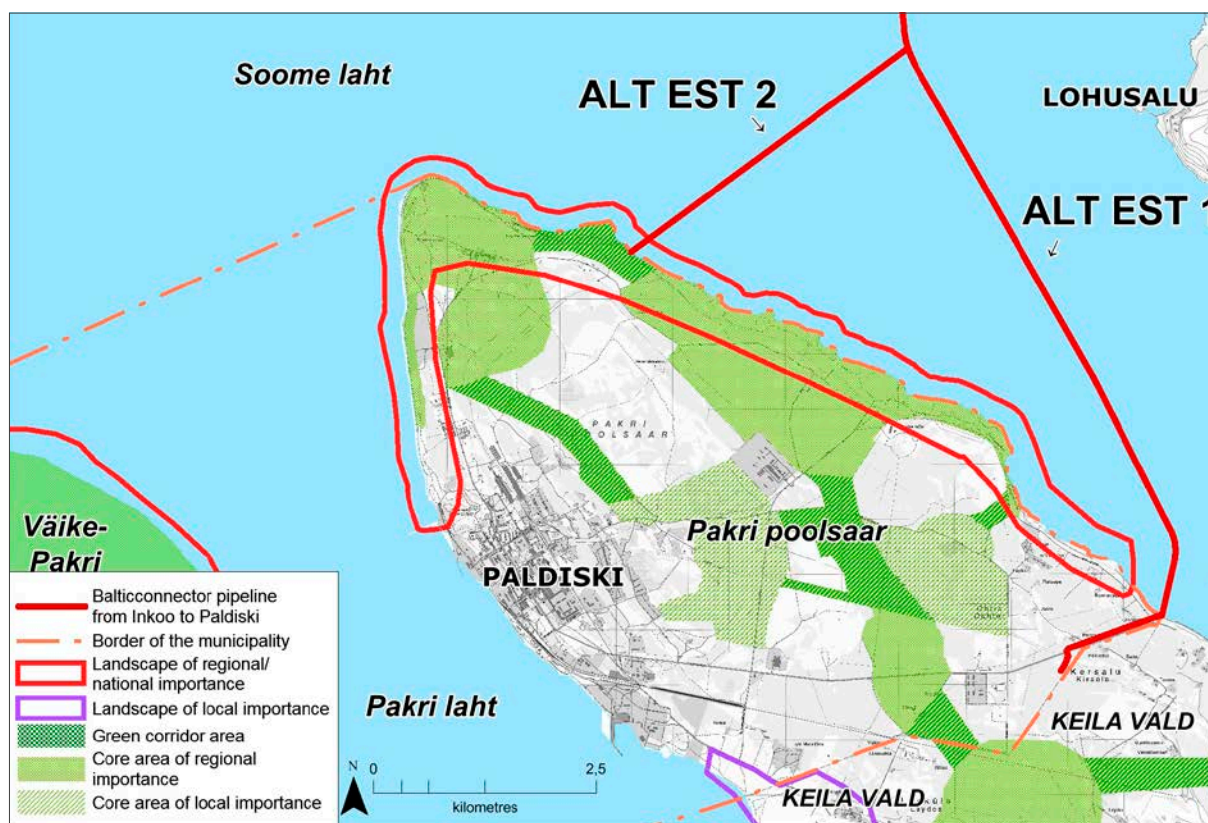 Soome laht
ALT EST 2
↓
LOHUSALU
ALT EST 1
↓
PAKRI
Väike-
Pakri
Pakri poolsaar
PALDISKI
Kersalu
Pakri laht
KEILA VALD
KEILA VALD
Balticconnector pipeline
from Inkoo to Paldiski
Border of the municipality
Landscape of regional/
national importance
Landscape of local importance
Green corridor area
Core area of regional
importance
Core area of local importance
N
0 2,5
kilometres